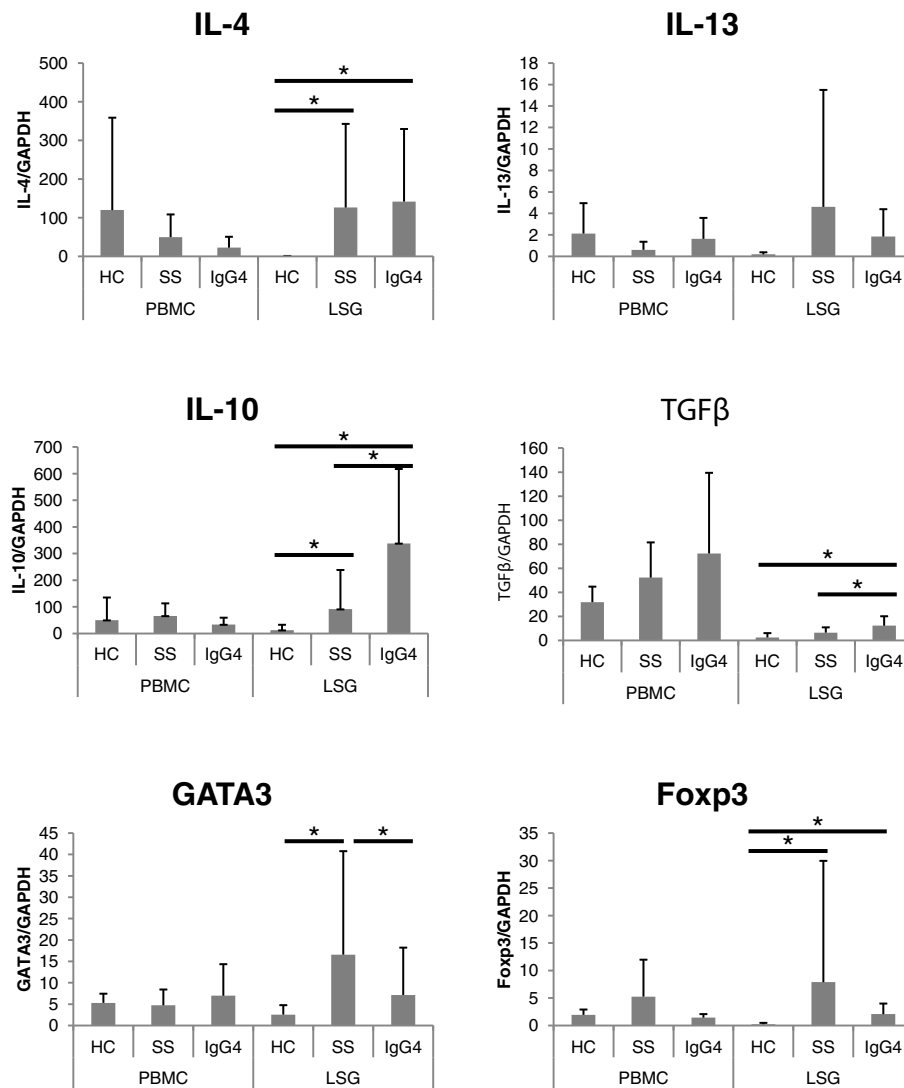 IL-4
500
400
300
200
100
0
IL-4/GAPDH
*
*
HC SS IgG4 HC SS IgG4
PBMC LSG
IL-13
18
16
14
12
10
8
6
4
2
0
IL-13/GAPDH
HC SS IgG4 HC SS IgG4
PBMC LSG
IL-10
700
600
500
400
300
200
100
0
IL-10/GAPDH
*
*
*
HC SS IgG4 HC SS IgG4
PBMC LSG
TGFβ
160
140
120
100
80
60
40
20
0
TGFβ/GAPDH
*
*
HC SS IgG4 HC SS IgG4
PBMC LSG
GATA3
45
40
35
30
25
20
15
10
5
0
GATA3/GAPDH
* *
HC SS IgG4 HC SS IgG4
PBMC LSG
Foxp3
35
30
25
20
15
10
5
0
Foxp3/GAPDH
*
*
HC SS IgG4 HC SS IgG4
PBMC LSG